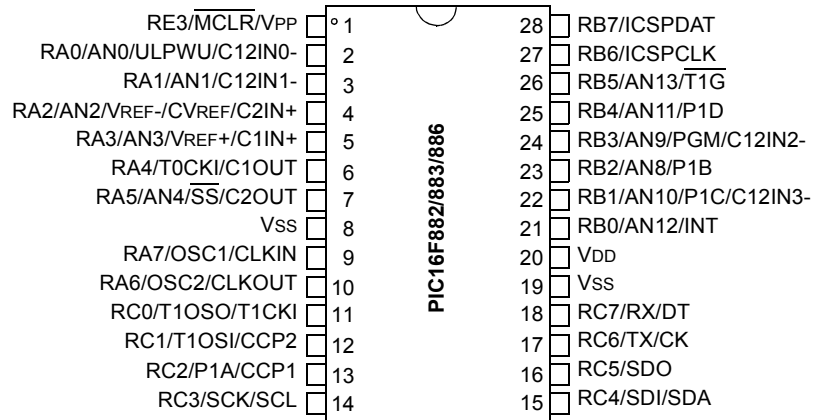 RE3/MCLR/VPP 1 28 RB7/ICSPDAT
RA0/AN0/ULPWU/C12IN0- 2 27 RB6/ICSPCLK
RA1/AN1/C12IN1- 3 26 RB5/AN13/T1G
RA2/AN2/VREF-/CVREF/C2IN+ 4 25 RB4/AN11/P1D
RA3/AN3/VREF+/C1IN+ 5 24 RB3/AN9/PGM/C12IN2-
RA4/T0CKI/C1OUT 6 23 RB2/AN8/P1B
RA5/AN4/SS/C2OUT 7 22 RB1/AN10/P1C/C12IN3-
VSS 8 21 RB0/AN12/INT
RA7/OSC1/CLKIN 9 20 VDD
RA6/OSC2/CLKOUT 10 19 VSS
RC0/T1OSO/T1CKI 11 18 RC7/RX/DT
RC1/T1OSI/CCP2 12 17 RC6/TX/CK
RC2/P1A/CCP1 13 16 RC5/SDO
RC3/SCK/SCL 14 15 RC4/SDI/SDA
PIC16F882/883/886